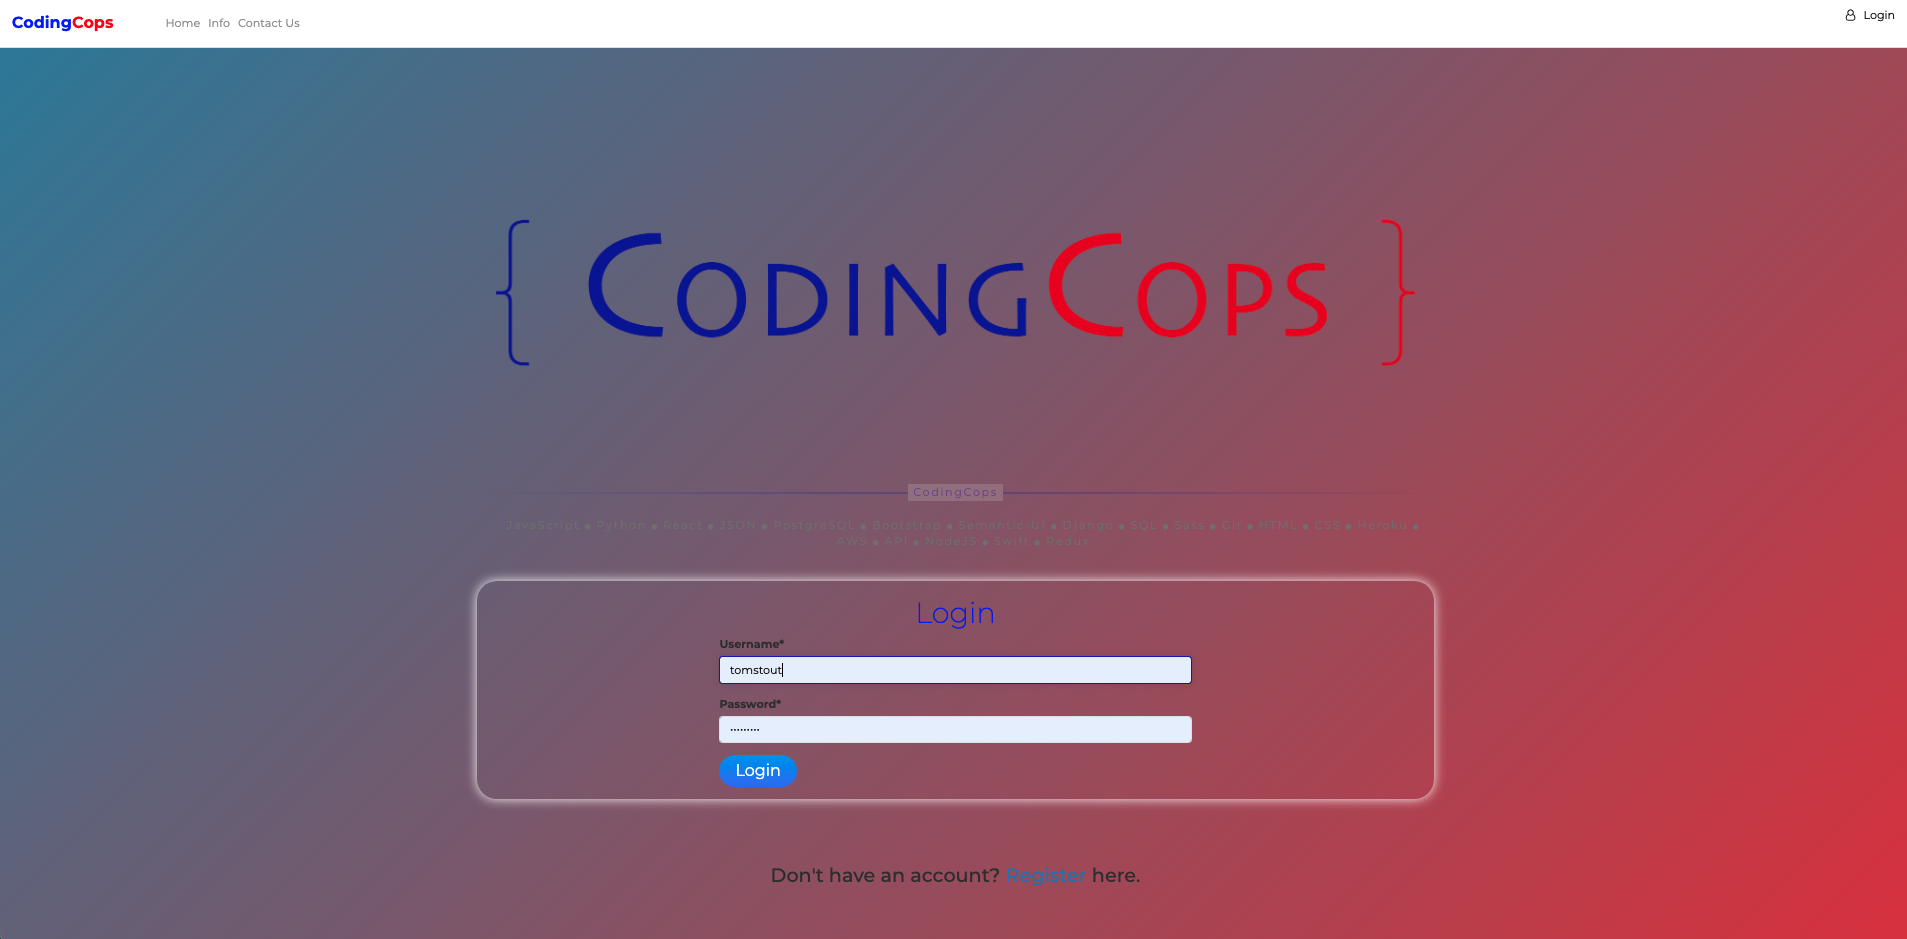 CodingCops Home Info Contact Us Login
{ CodingCops }
CodingCops
JavaScript ● Python ● React ● JSON ● PostgreSQL ● Bootstrap ● Semantic-UI ● Django ● SQL ● Sass ● Git ● HTML ● CSS ● Heroku ●
AWS ● API ● NodeJS ● Swift ● Redux
Login
Username*
tomstout
Password*
•••••••••
Login
Don't have an account? Register here.